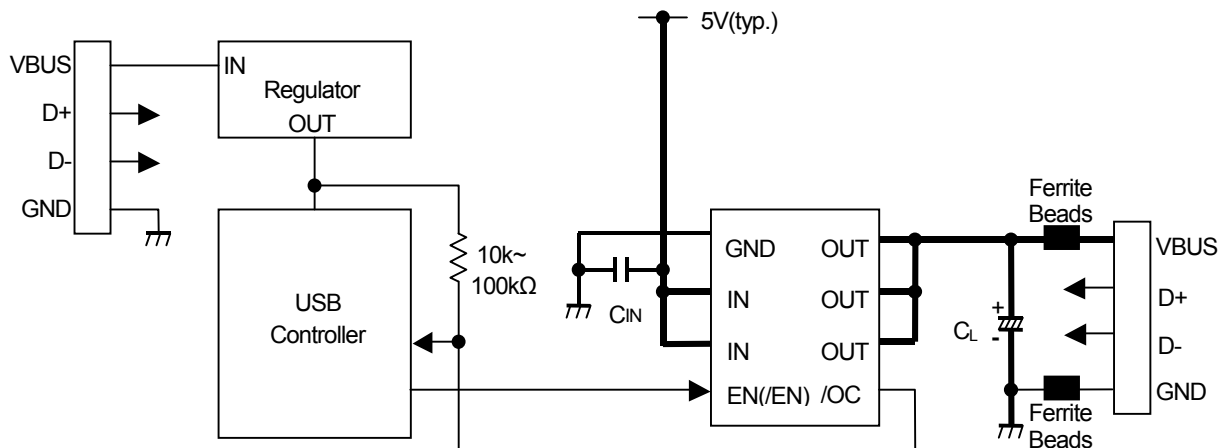 5V(typ.)
VBUS
D+
D-
GND
IN
Regulator
OUT
10k~
100kΩ
USB
Controller
CIN
GND
IN
IN
EN(/EN)
OUT
OUT
OUT
/OC
+
CL
-
Ferrite
Beads
VBUS
D+
D-
GND
Ferrite
Beads